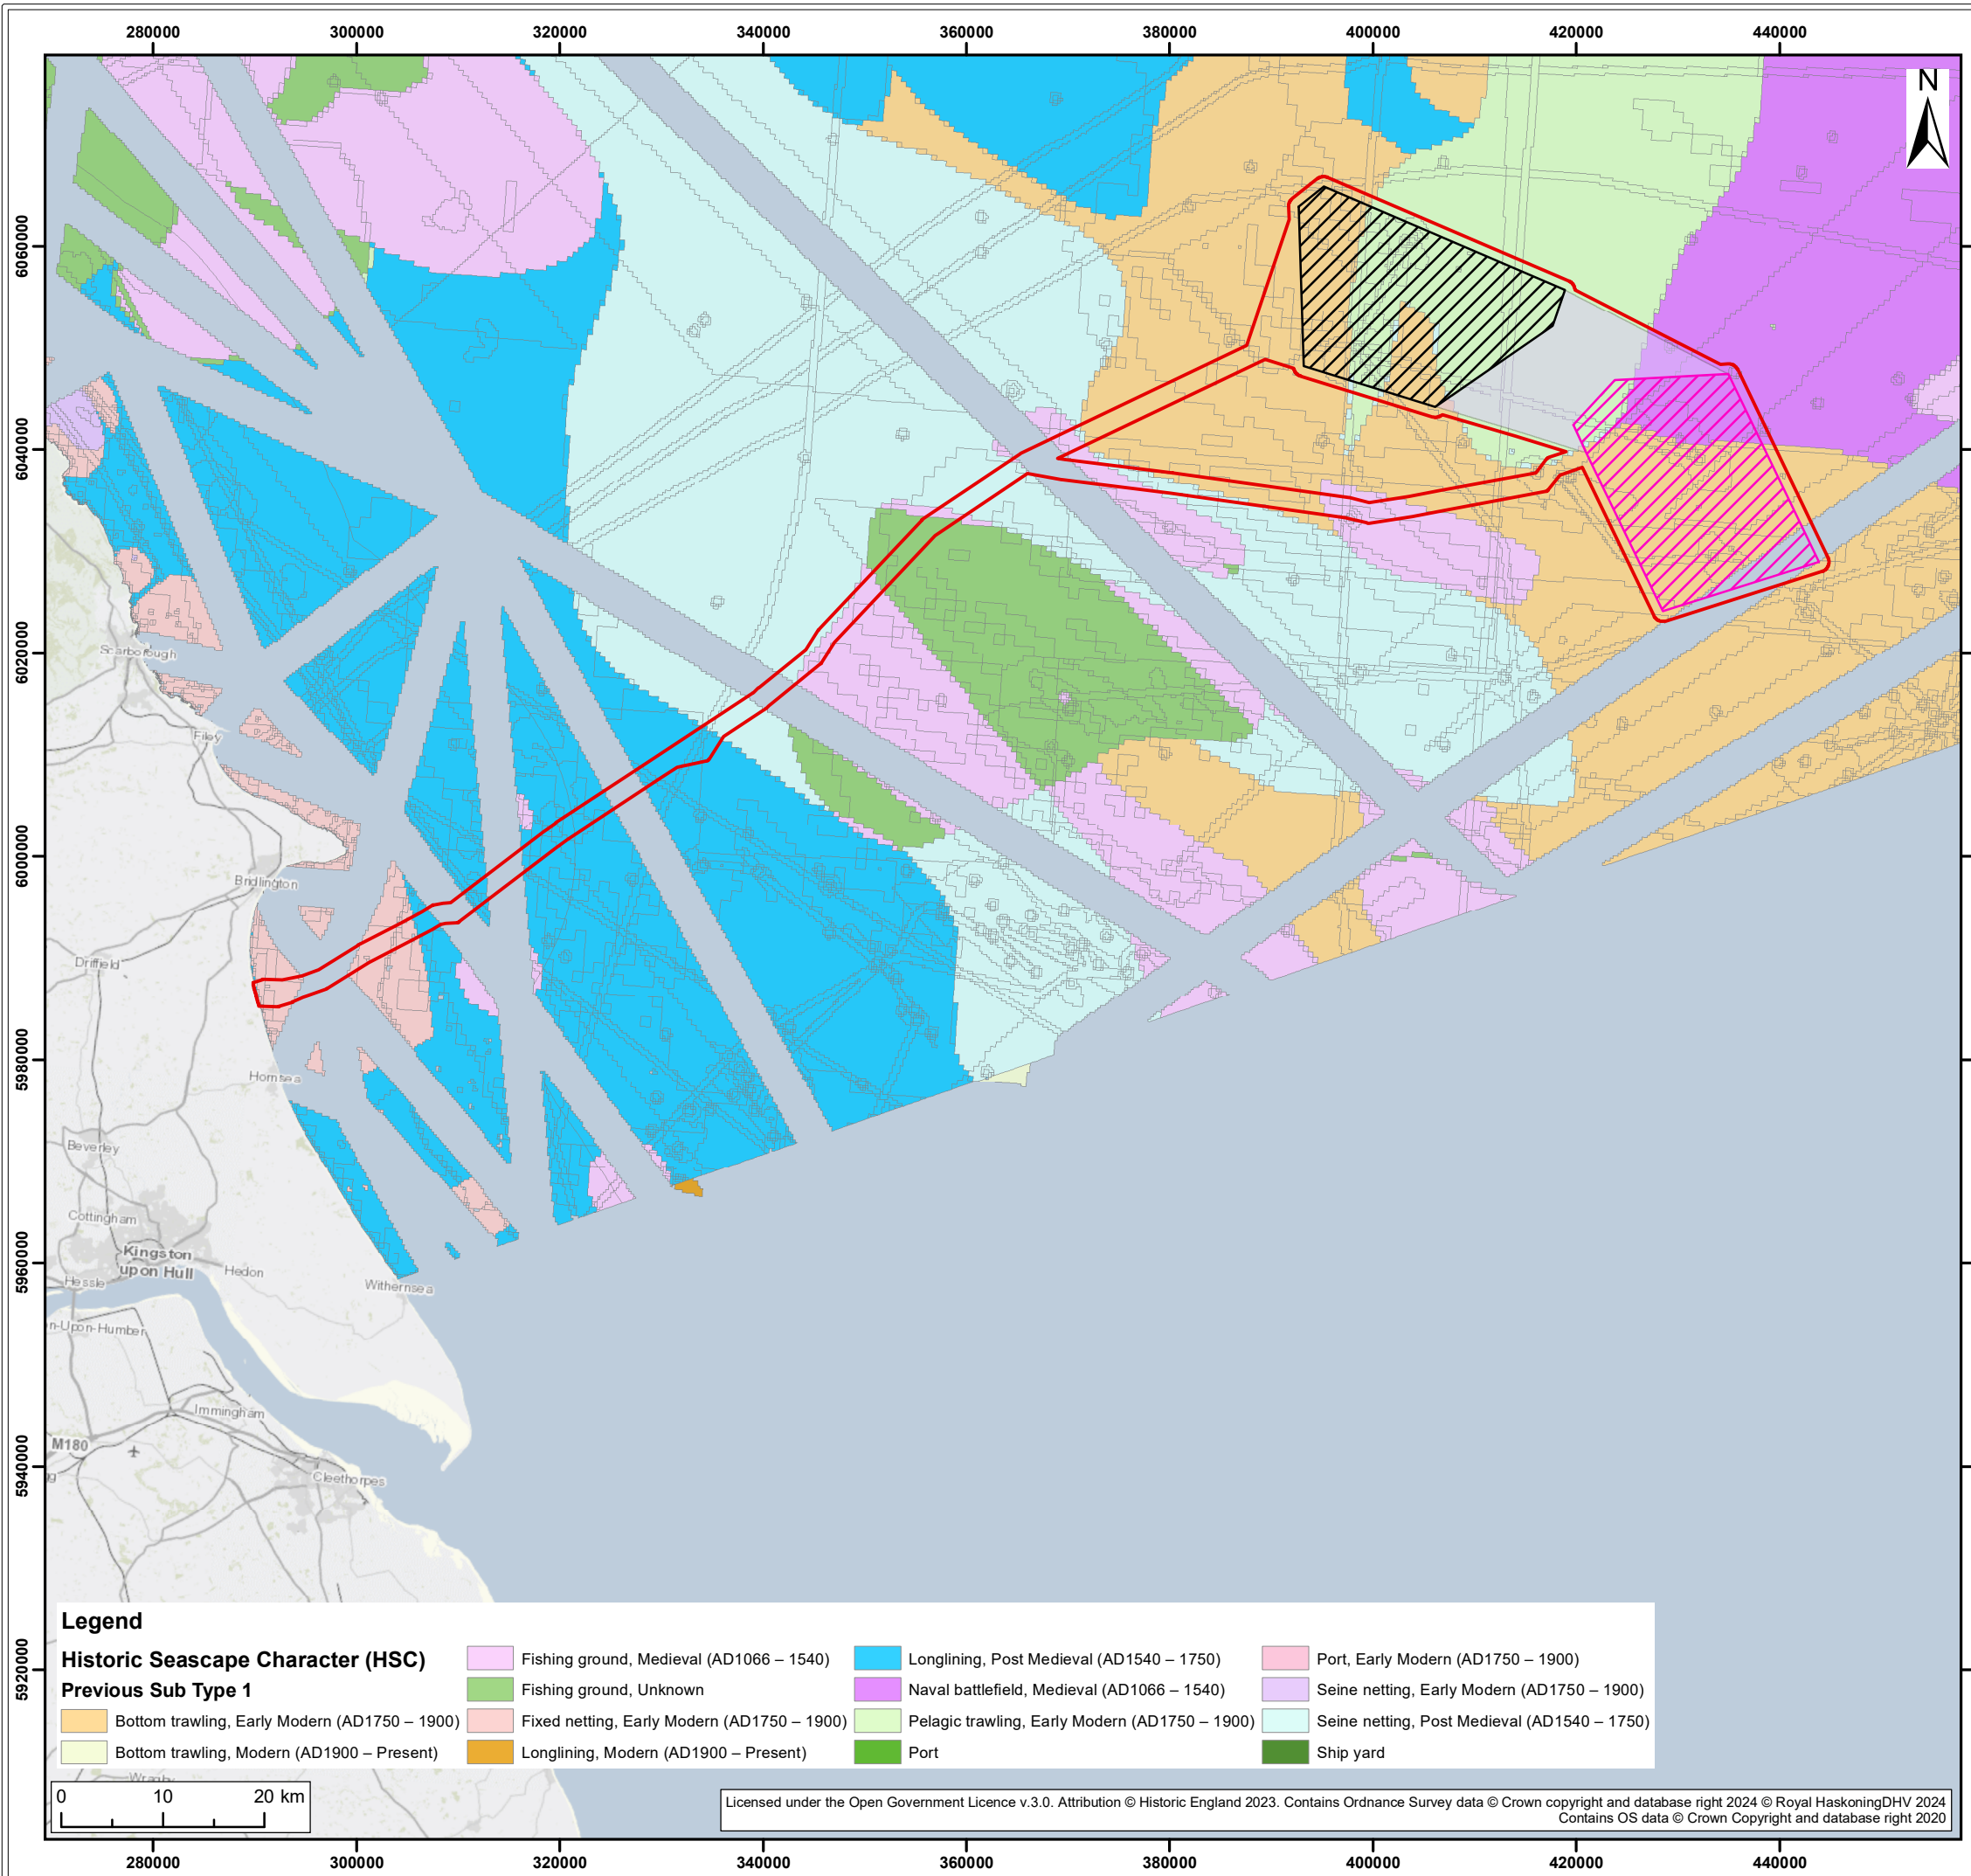 280000 300000 320000 340000 360000 380000 400000 420000 440000
N
6060000
6040000
6020000
6000000
5980000
5960000
5940000
5920000
Scarborough
Filey
Bridlington
Driffield
Hornsea
Beverley
Cottingham
Kingston
upon Hull
Hedon
Hessle
Withernsea
n-Upon-Humber
Immingham
M180
Cleethorpes
Legend
Historic Seascape Character (HSC)
Previous Sub Type 1
Bottom trawling, Early Modern (AD1750 – 1900)
Bottom trawling, Modern (AD1900 – Present)
Fishing ground, Medieval (AD1066 – 1540)
Fishing ground, Unknown
Fixed netting, Early Modern (AD1750 – 1900)
Longlining, Modern (AD1900 – Present)
Longlining, Post Medieval (AD1540 – 1750)
Naval battlefield, Medieval (AD1066 – 1540)
Pelagic trawling, Early Modern (AD1750 – 1900)
Port
Port, Early Modern (AD1750 – 1900)
Seine netting, Early Modern (AD1750 – 1900)
Seine netting, Post Medieval (AD1540 – 1750)
Ship yard
Wragby
0 10 20 km
Licensed under the Open Government Licence v.3.0. Attribution © Historic England 2023. Contains Ordnance Survey data © Crown copyright and database right 2024 © Royal HaskoningDHV 2024
Contains OS data © Crown Copyright and database right 2020
280000 300000 320000 340000 360000 380000 400000 420000 440000